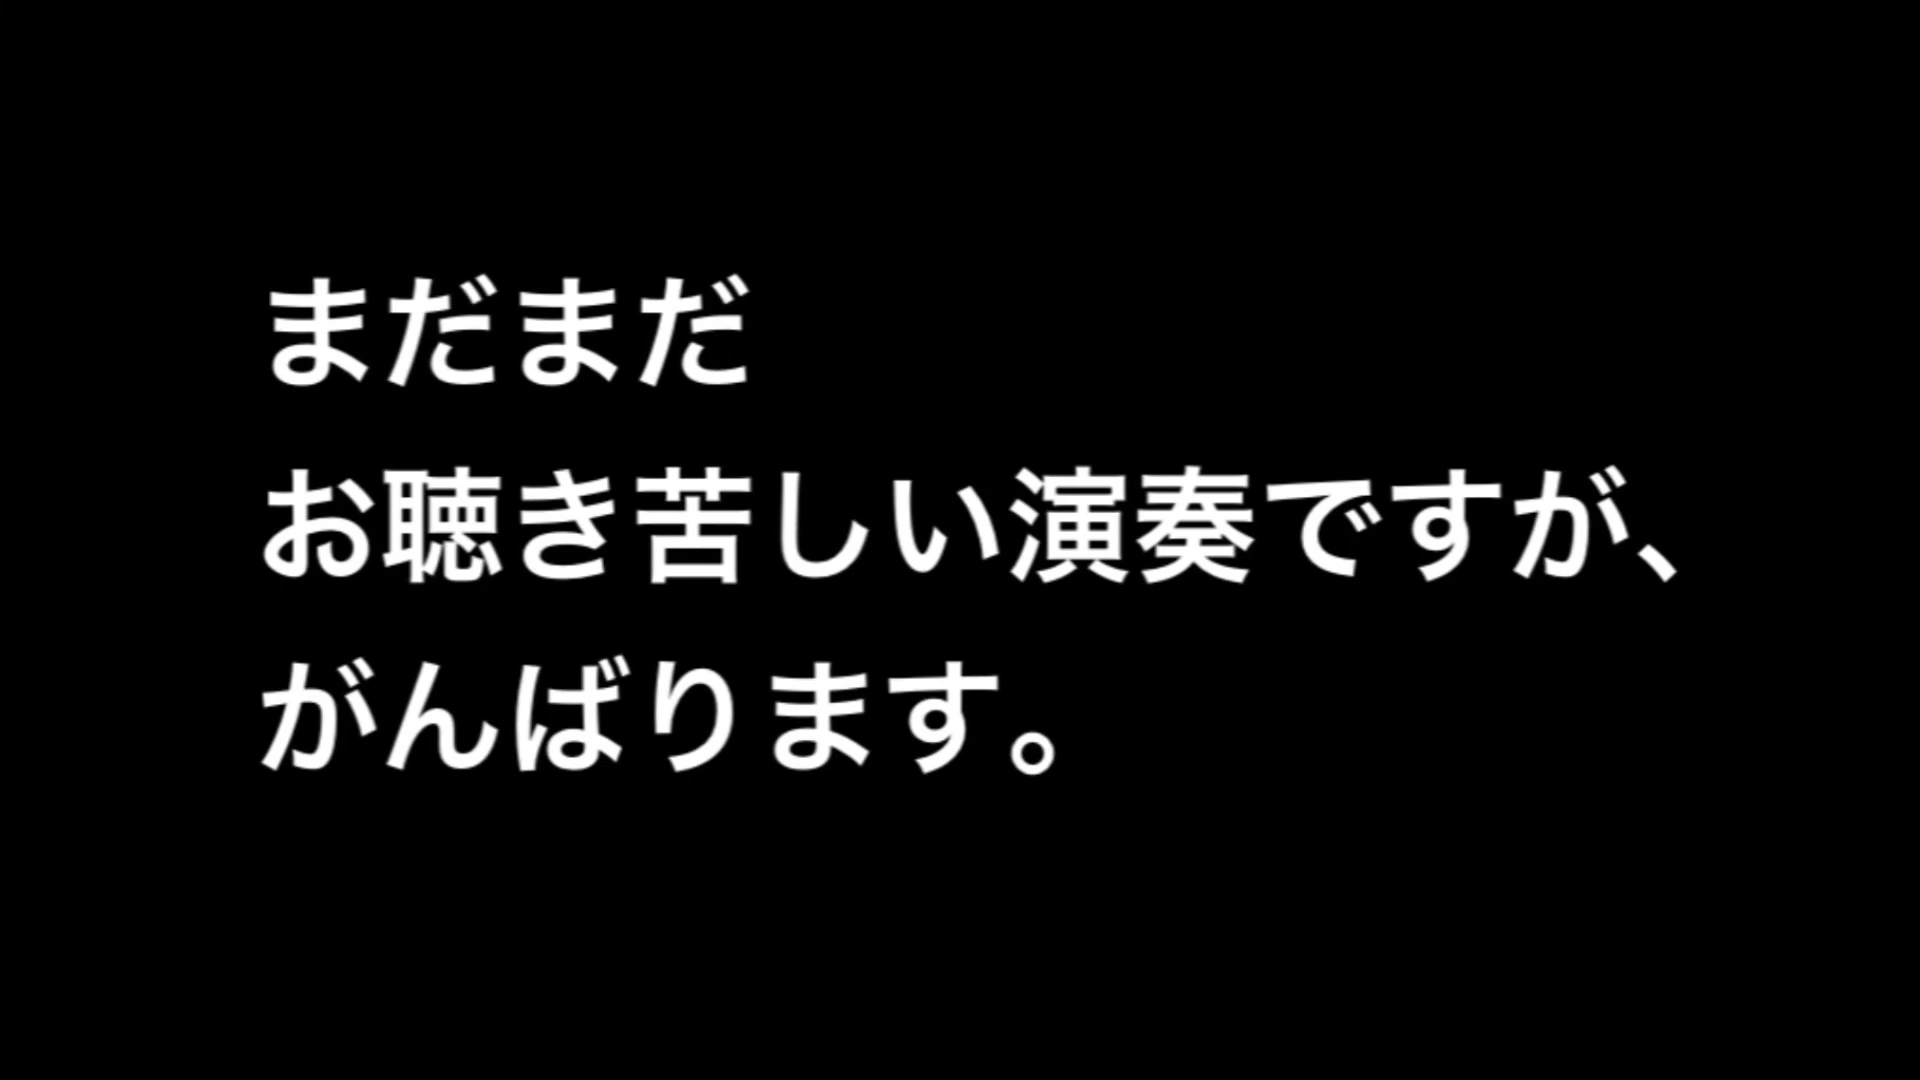 まだまだ
お聴き苦しい演奏ですが、
がんばります。